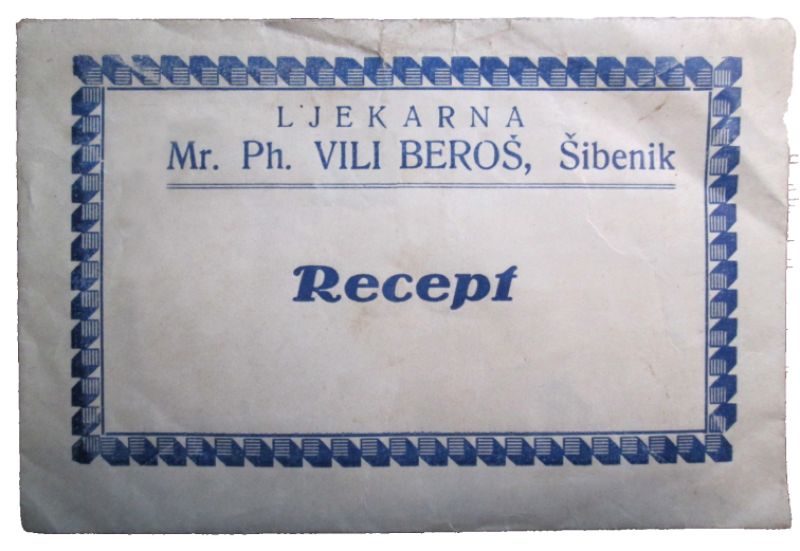 LJEKARNA
Mr. Ph. VILI BEROŠ, Šibenik
Recept